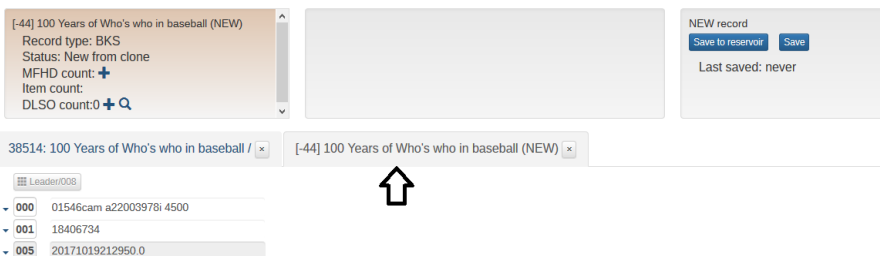 [-44] 100 Years of Who's who in baseball (NEW)
Record type: BKS
Status: New from clone
MFHD count:
Item count:
DLSO count:0
NEW record
Save to reservoir Save
Last saved: never
38514: 100 Years of Who's who in baseball / ×
[-44] 100 Years of Who's who in baseball (NEW) ×
Leader/008
000 01546cam a22003978i 4500
001 18406734
005 20171019212950.0